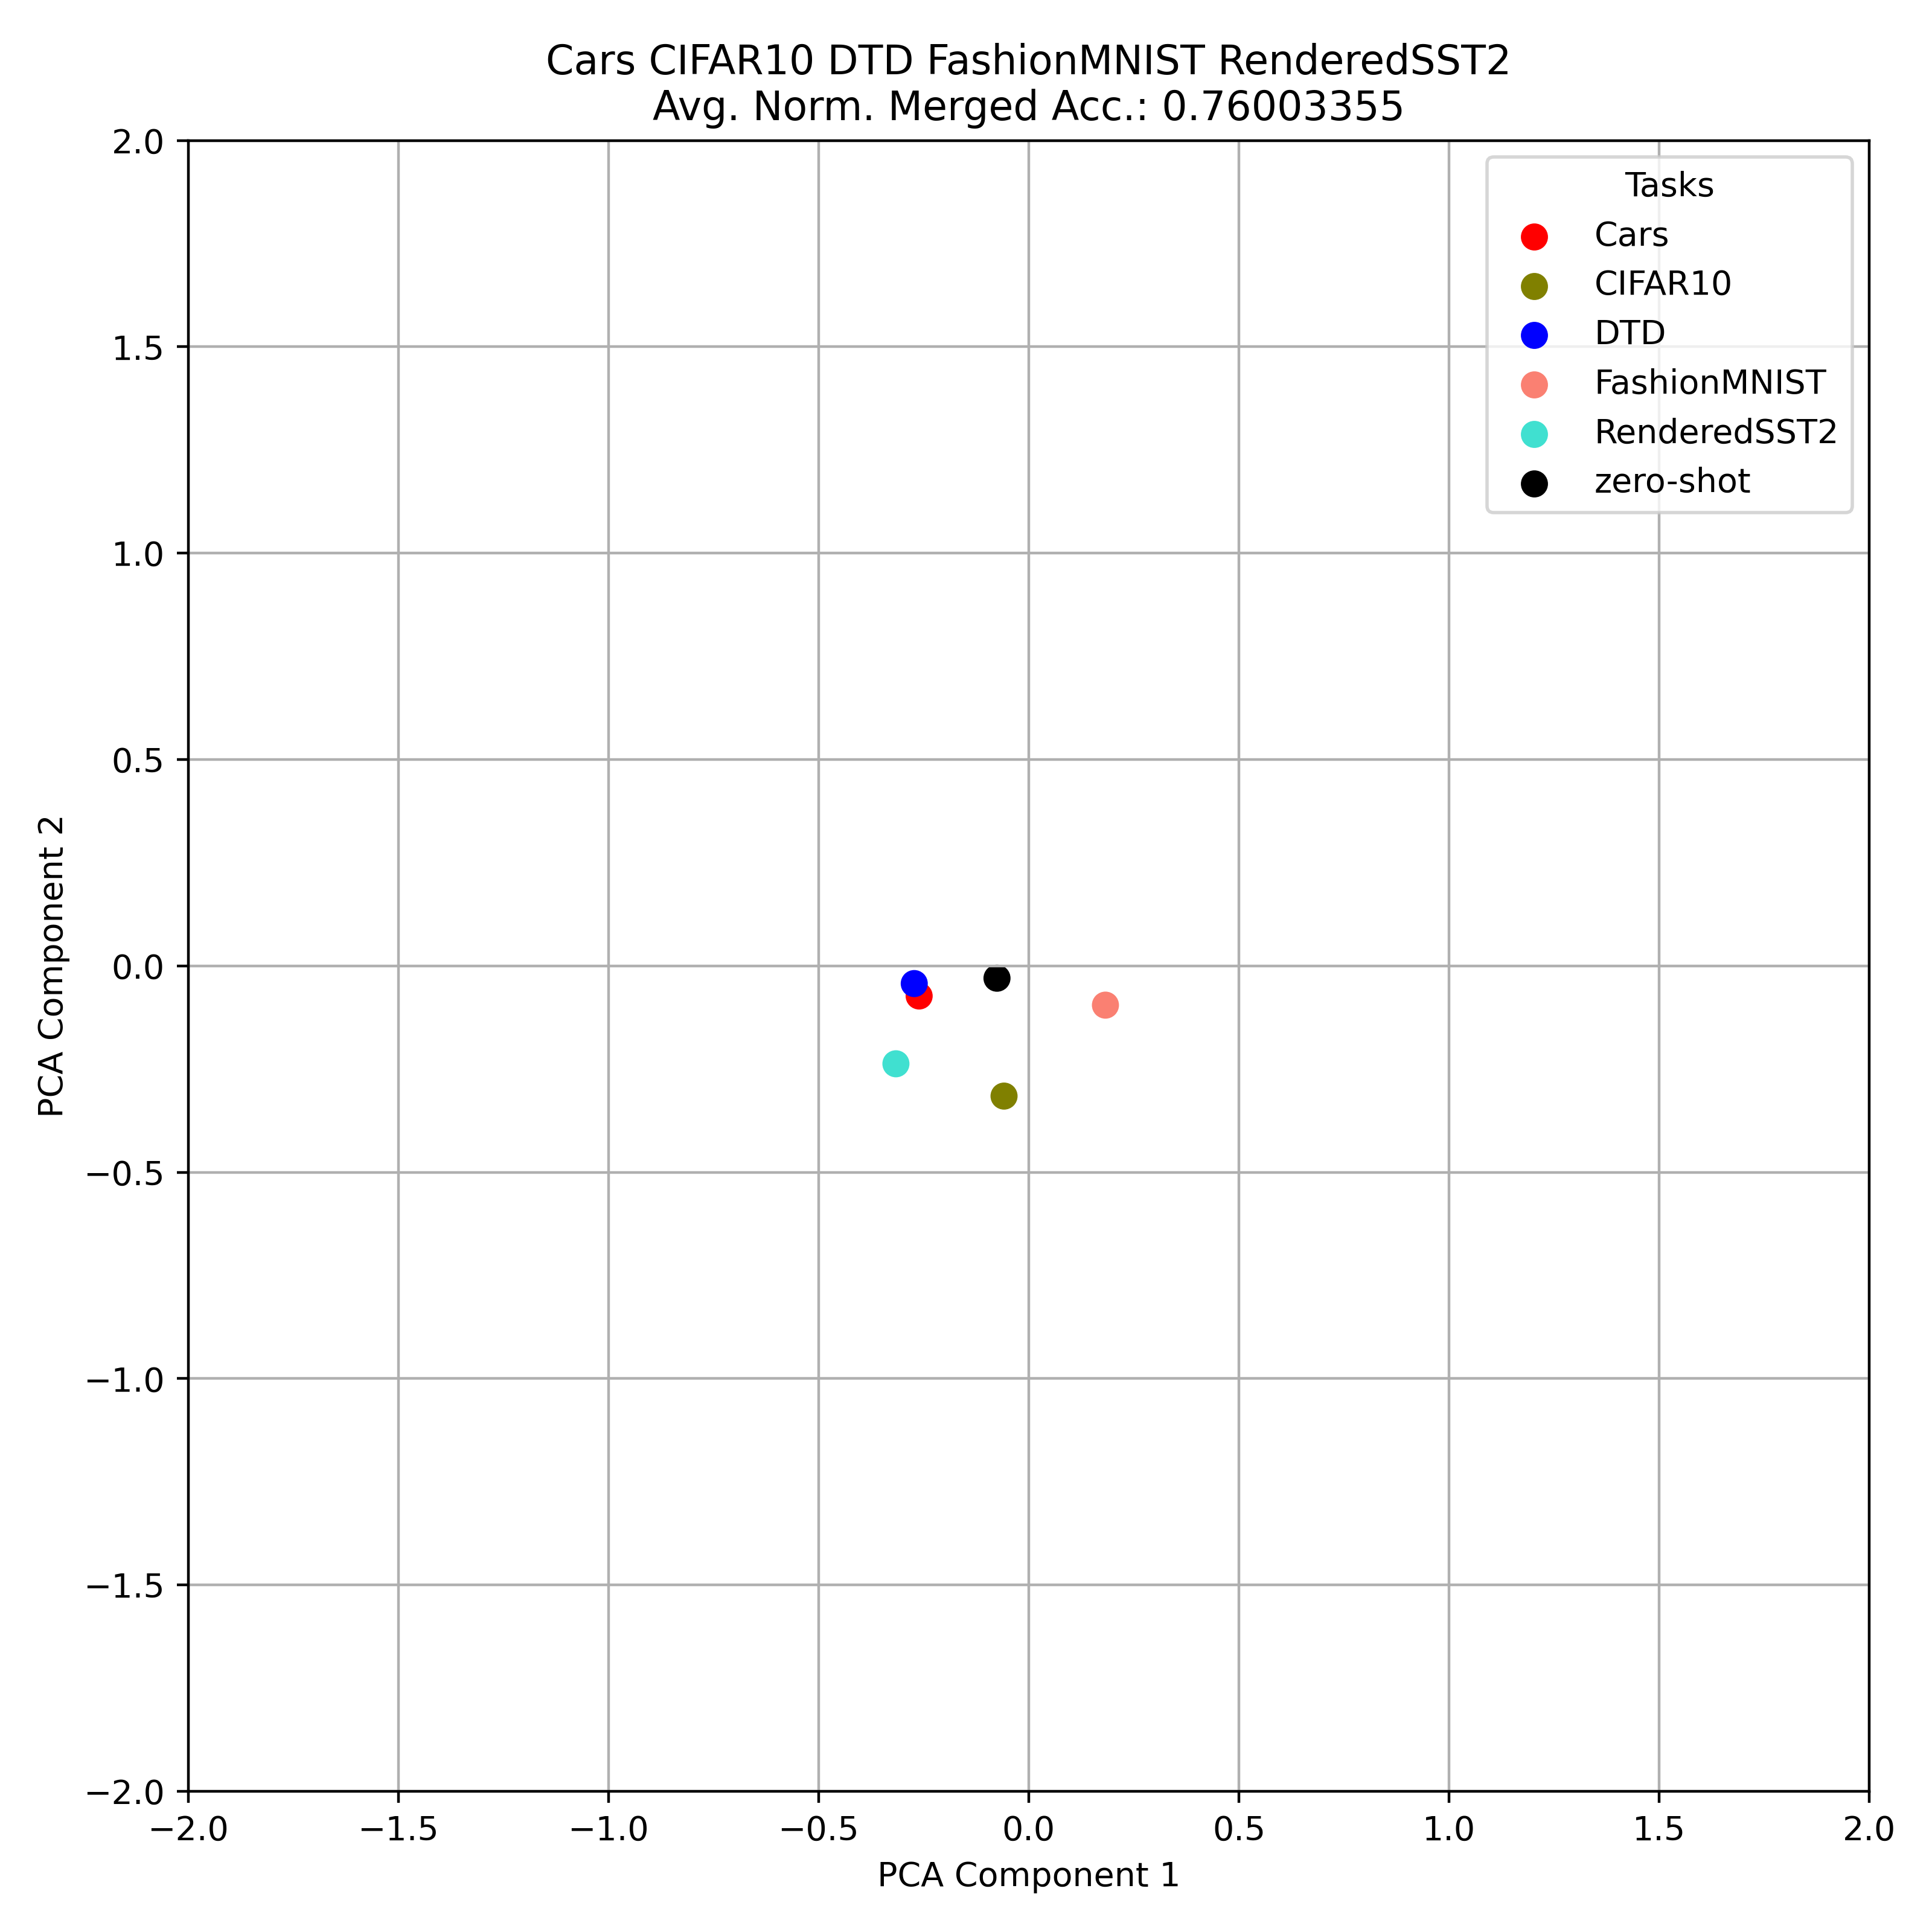 Cars CIFAR10 DTD FashionMNIST RenderedSST2
Avg. Norm. Merged Acc.: 0.76003355
Tasks
Cars
CIFAR10
DTD
FashionMNIST
RenderedSST2
zero-shot
PCA Component 2
2.0
1.5
1.0
0.5
0.0
−0.5
−1.0
−1.5
−2.0
−2.0 −1.5 −1.0 −0.5 0.0 0.5 1.0 1.5 2.0
PCA Component 1